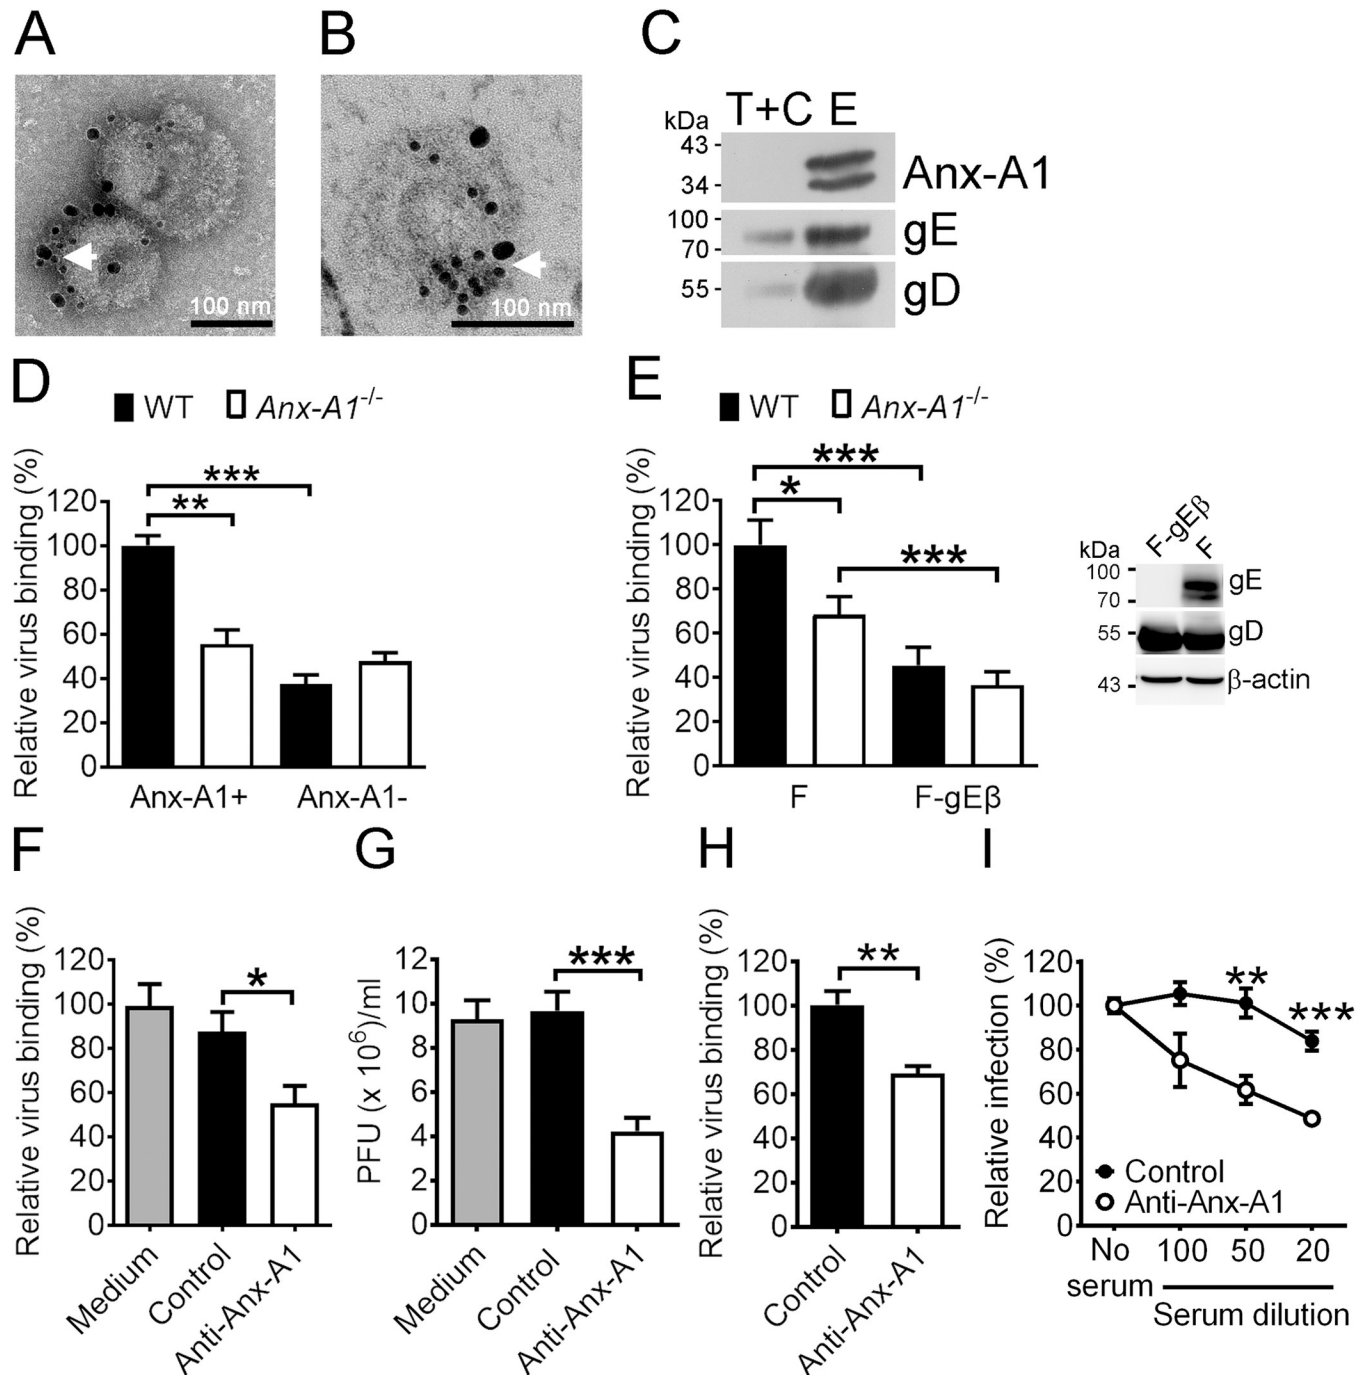 A
B
C
100 nm
100 nm
T+C E
kDa
43
34
Anx-A1
100
70
gE
55
gD
D
WT Anx-A1-/-
Relative virus binding (%)
120
100
80
60
40
20
0
***
**
Anx-A1+ Anx-A1-
E
WT Anx-A1-/-
Relative virus binding (%)
120
100
80
60
40
20
0
***
*
***
F F-gEβ
F-gEβ F
kDa
100
70
gE
55
gD
43
β-actin
F
Relative virus binding (%)
120
100
80
60
40
20
0
*
Medium
Control
Anti-Anx-A1
G
PFU (x 106)/ml
12
10
8
6
4
2
0
***
Medium
Control
Anti-Anx-A1
H
Relative virus binding (%)
120
100
80
60
40
20
0
**
Control
Anti-Anx-A1
I
Relative infection (%)
120
100
80
60
40
20
0
**
***
Control
Anti-Anx-A1
No 100 50 20
serum
Serum dilution